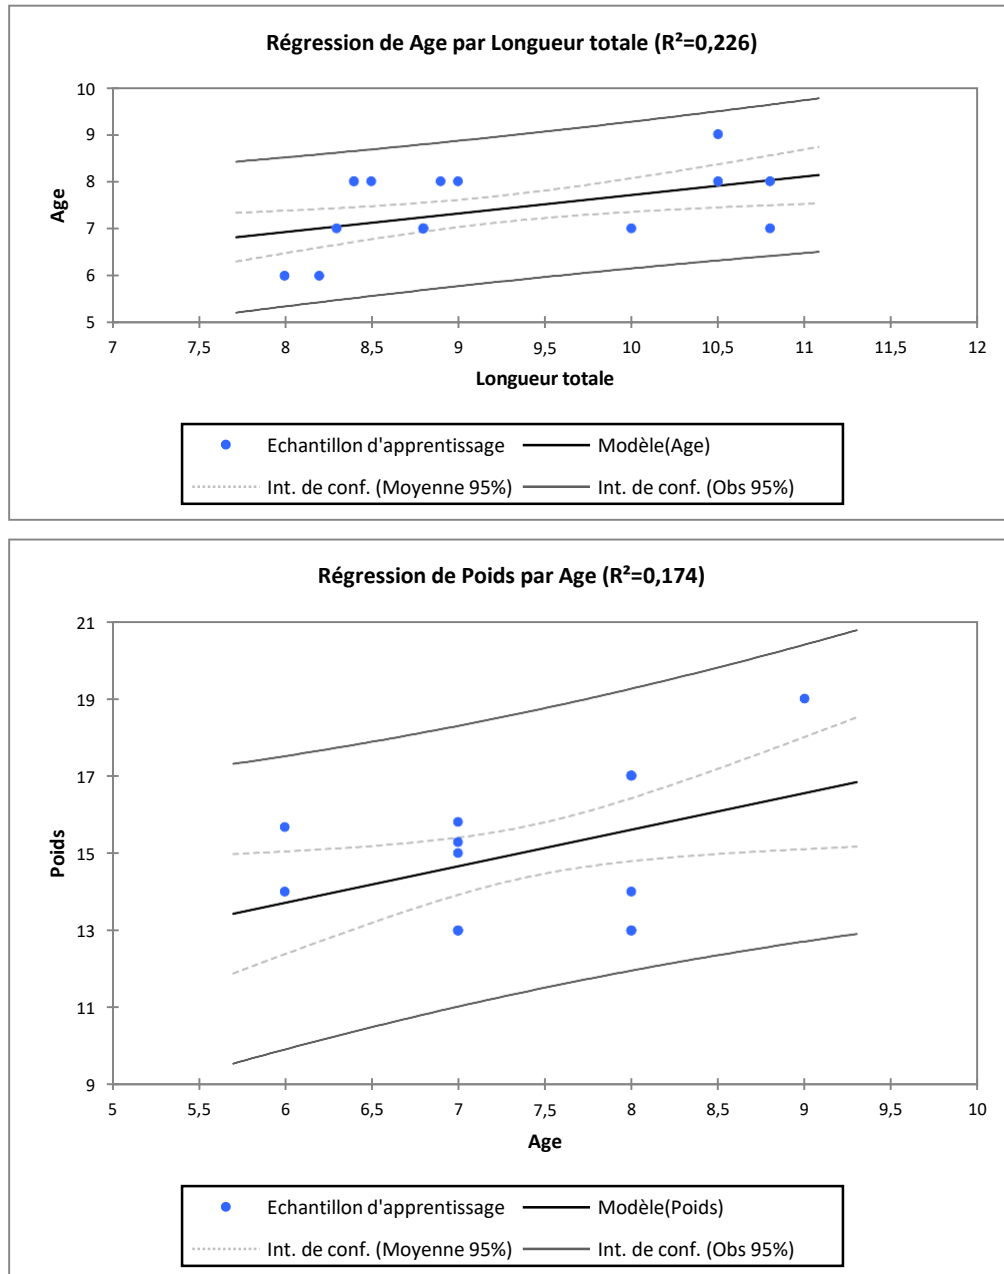 Régression de Age par Longueur totale (R²=0,226)
10
9
8
7
6
5
Age
7 7,5 8 8,5 9 9,5 10 10,5 11 11,5 12
Longueur totale
Echantillon d'apprentissage Modèle(Age)
Int. de conf. (Moyenne 95%) Int. de conf. (Obs 95%)
Régression de Poids par Age (R²=0,174)
21
19
17
15
13
11
9
Poids
5 5,5 6 6,5 7 7,5 8 8,5 9 9,5 10
Age
Echantillon d'apprentissage Modèle(Poids)
Int. de conf. (Moyenne 95%) Int. de conf. (Obs 95%)